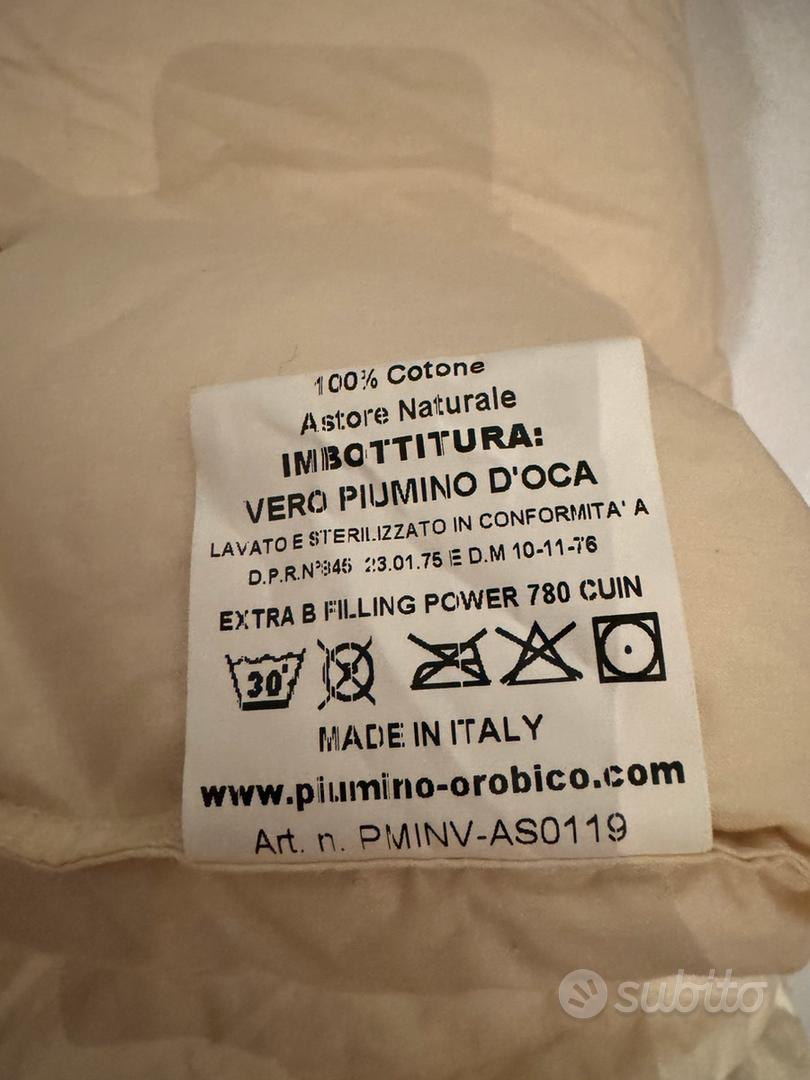 100% Cotone
Astore Naturale
IMBOTTITURA:
VERO PIUMINO D'OCA
LAVATO E STERILIZZATO IN CONFORMITA' A
D.P.R.N°845 23.01.75 E D.M 10-11-76
EXTRA B FILLING POWER 780 CUIN
30°
MADE IN ITALY
www.piumino-orobico.com
Art. n. PMINV-AS0119
subito